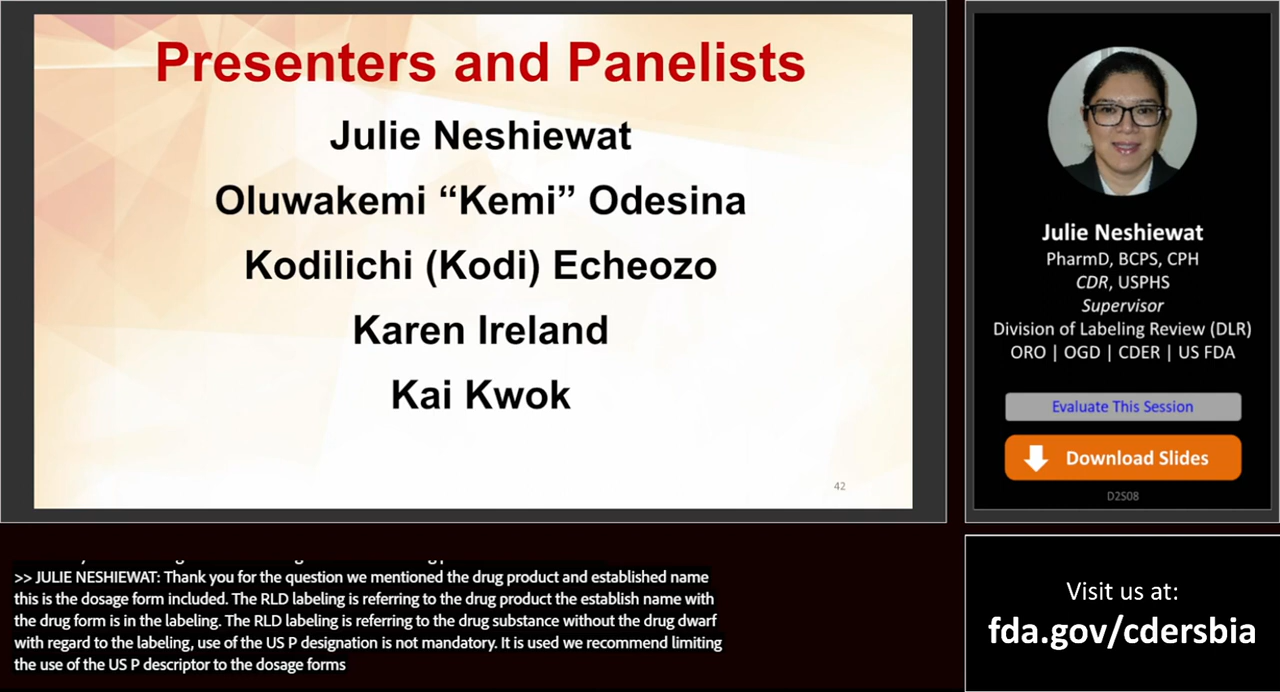 Presenters and Panelists
Julie Neshiewat
Oluwakemi “Kemi” Odesina
Kodilichi (Kodi) Echeozo
Karen Ireland
Kai Kwok
42
Julie Neshiewat
PharmD, BCPS, CPH
CDR, USPHS
Supervisor
Division of Labeling Review (DLR)
ORO | OGD | CDER | US FDA
Evaluate This Session
Download Slides
D2S08
>> JULIE NESHIEWAT: Thank you for the question we mentioned the drug product and established name
this is the dosage form included. The RLD labeling is referring to the drug product the establish name with
the drug form is in the labeling. The RLD labeling is referring to the drug substance without the drug dwarf
with regard to the labeling, use of the US P designation is not mandatory. It is used we recommend limiting
the use of the US P descriptor to the dosage forms
Visit us at:
fda.gov/cdersbia